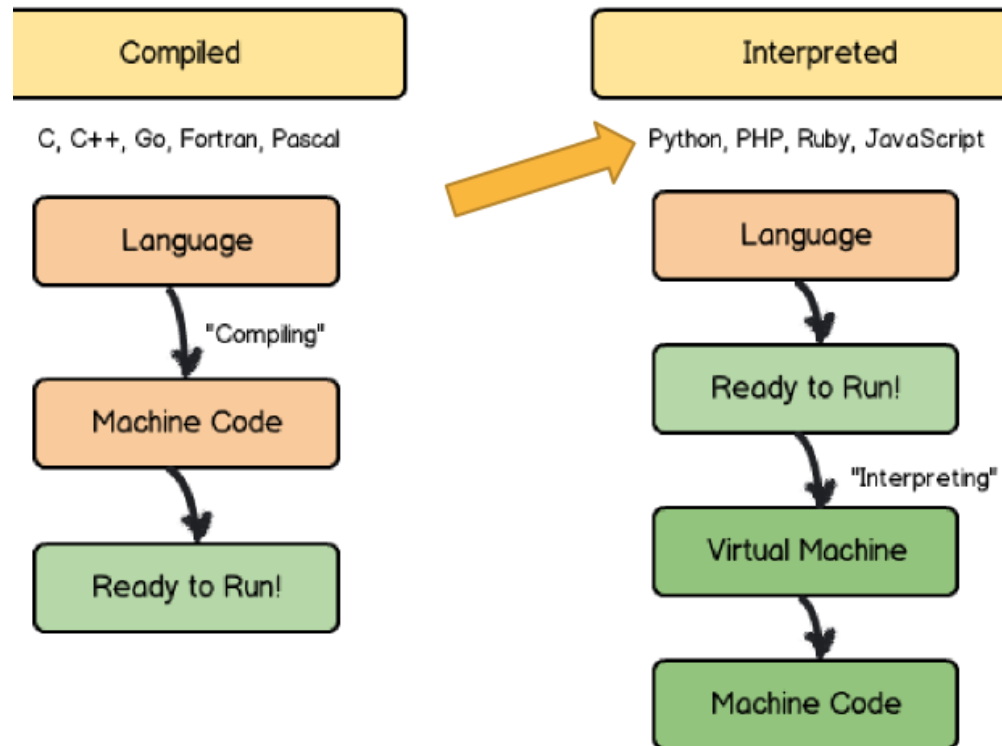 Compiled
C, C++, Go, Fortran, Pascal
Language
"Compiling"
Machine Code
Ready to Run!
Interpreted
Python, PHP, Ruby, JavaScript
Language
Ready to Run!
"Interpreting"
Virtual Machine
Machine Code